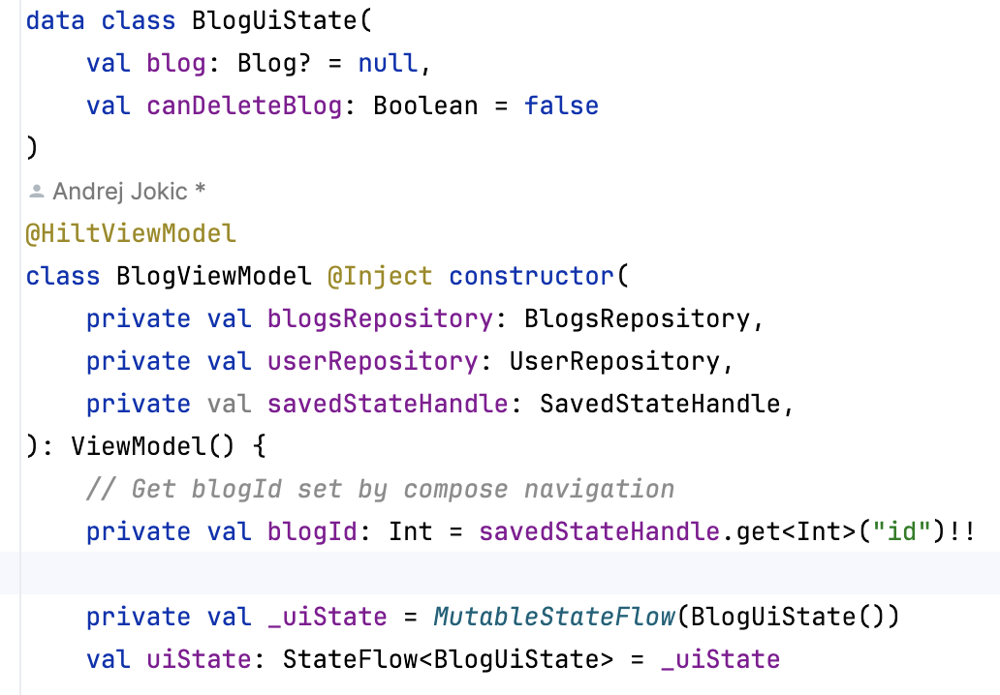 data class BlogUiState(
    val blog: Blog? = null,
    val canDeleteBlog: Boolean = false
)
Andrej Jokic *
@HiltViewModel
class BlogViewModel @Inject constructor(
    private val blogsRepository: BlogsRepository,
    private val userRepository: UserRepository,
    private val savedStateHandle: SavedStateHandle,
): ViewModel() {
    // Get blogId set by compose navigation
    private val blogId: Int = savedStateHandle.get<Int>("id")!!
    private val _uiState = MutableStateFlow(BlogUiState())
    val uiState: StateFlow<BlogUiState> = _uiState